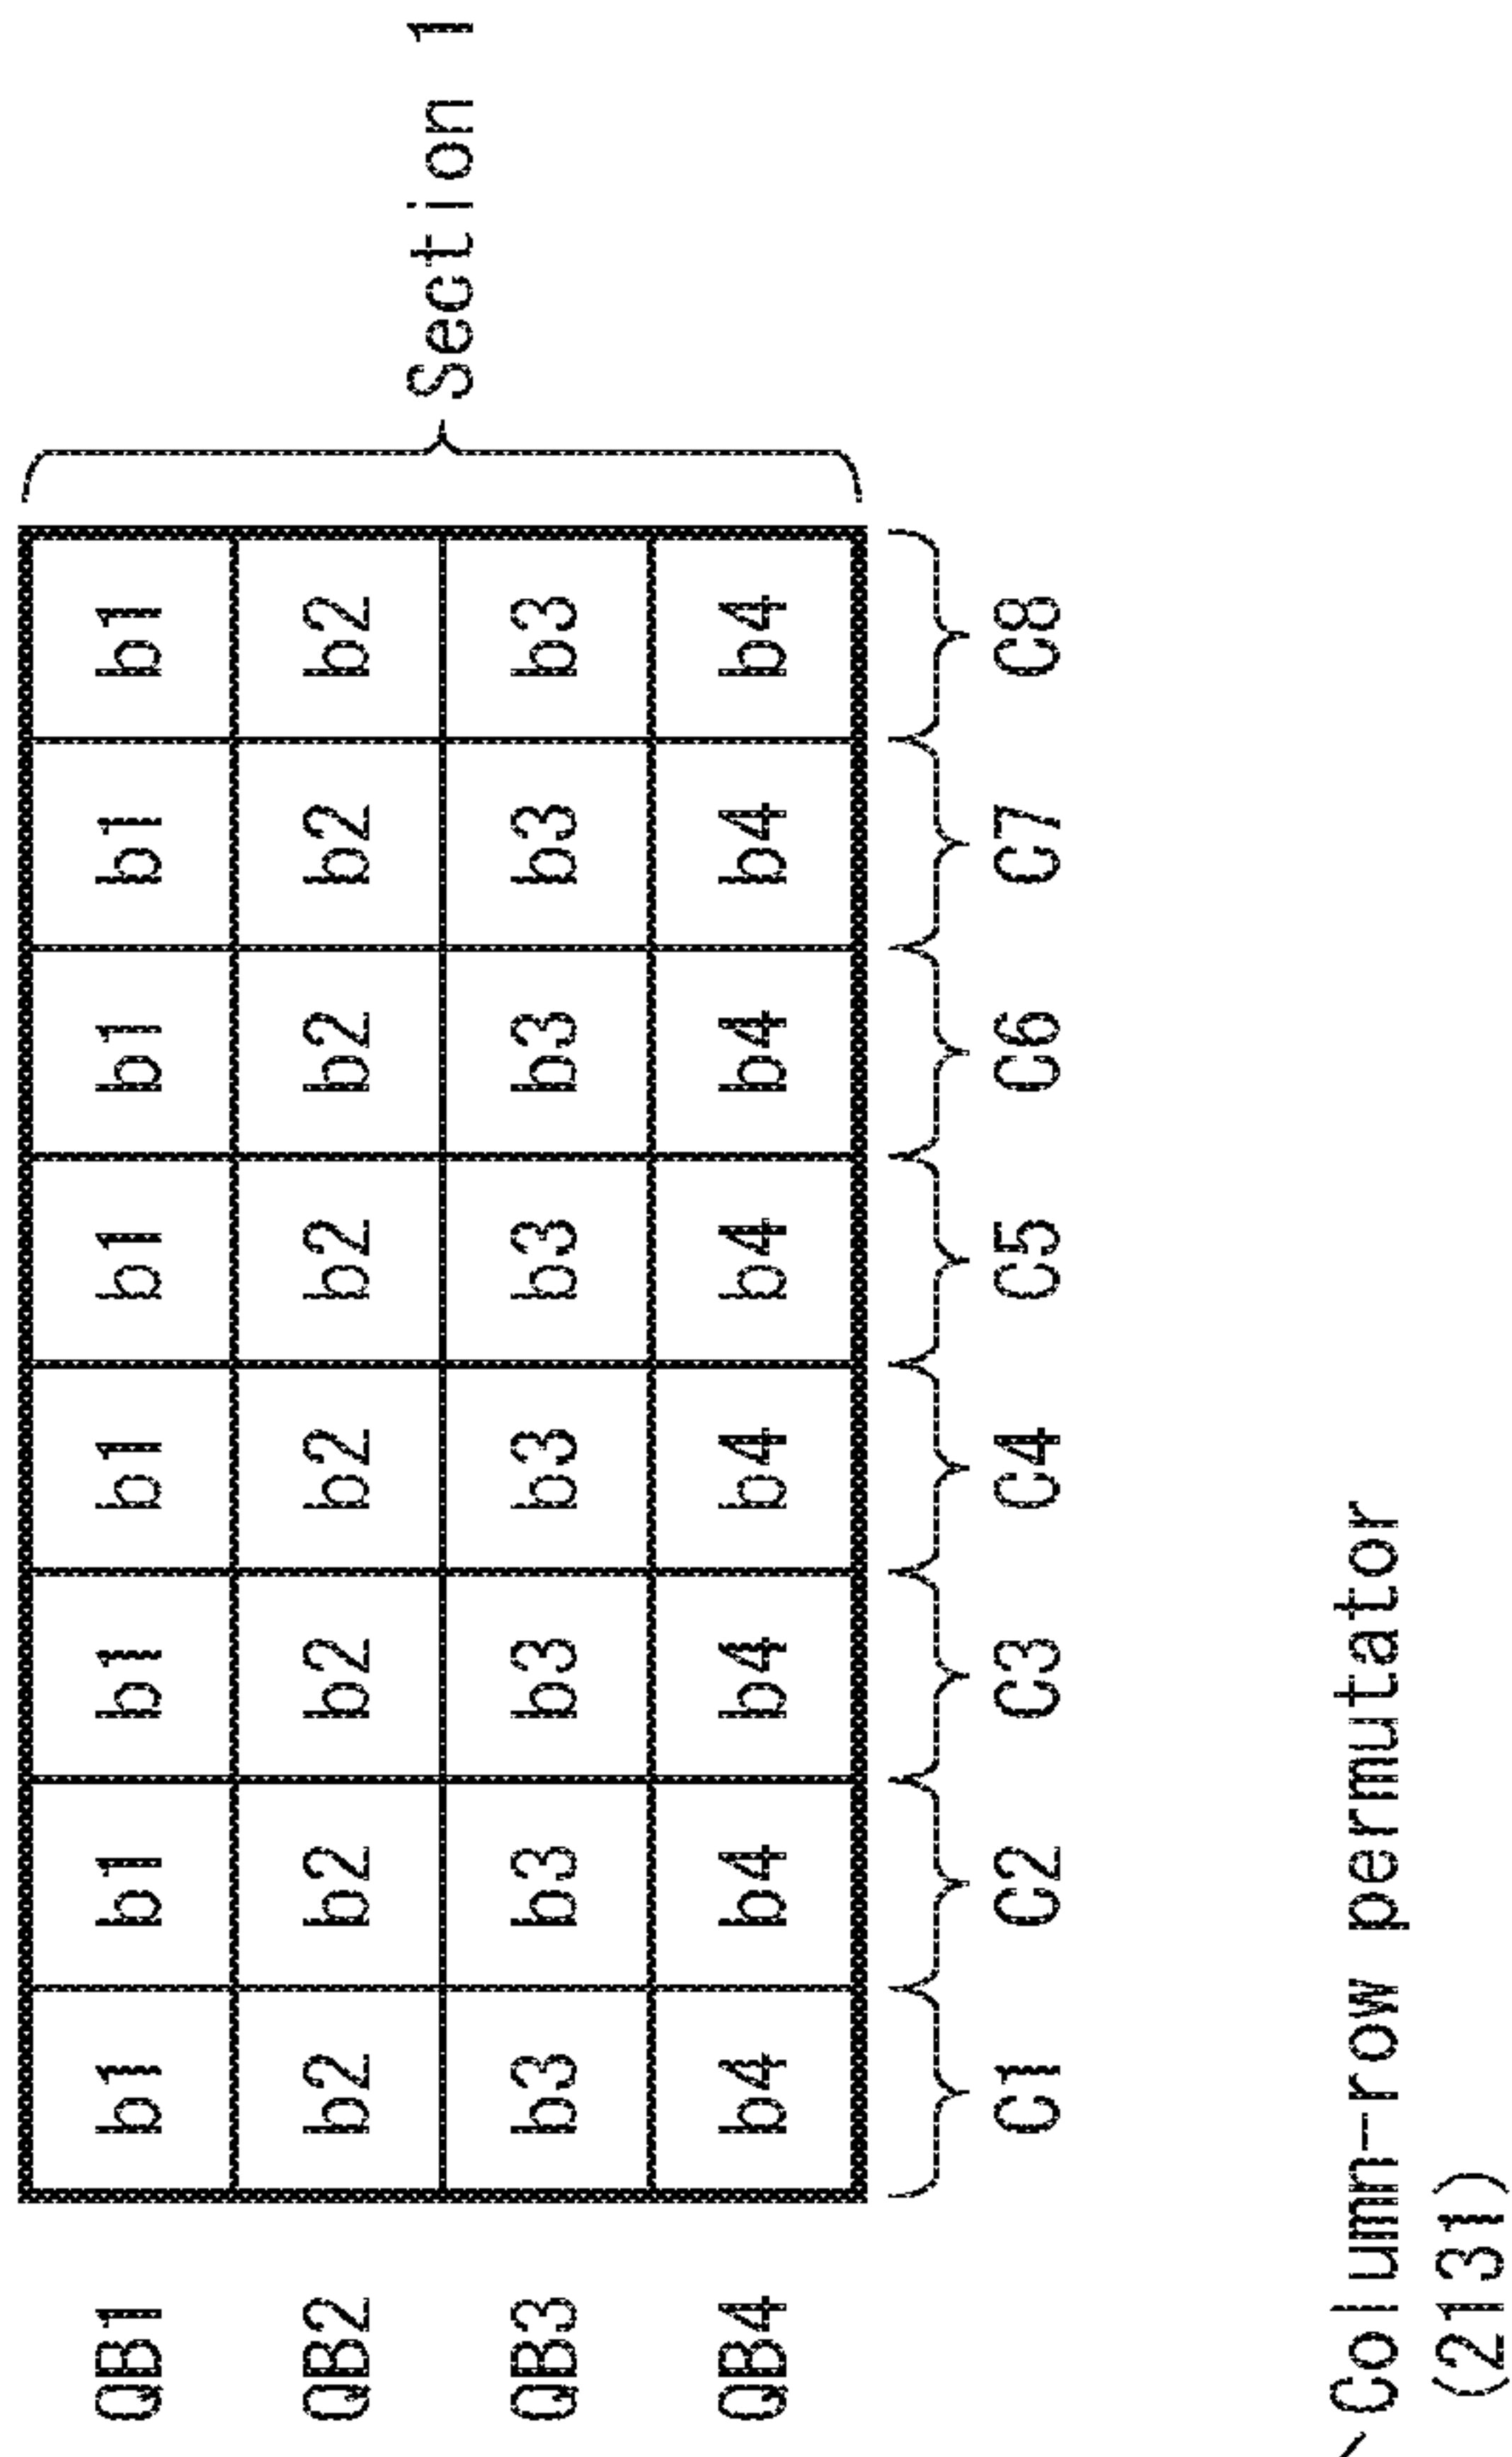 QB1 b1 b1 b1 b1 b1 b1 b1 b1
QB2 b2 b2 b2 b2 b2 b2 b2 b2
Section 1
QB3 b3 b3 b3 b3 b3 b3 b3 b3
QB4 b4 b4 b4 b4 b4 b4 b4 b4
C1 C2 C3 C4 C5 C6 C7 C8
Column-row permutator
(2131)